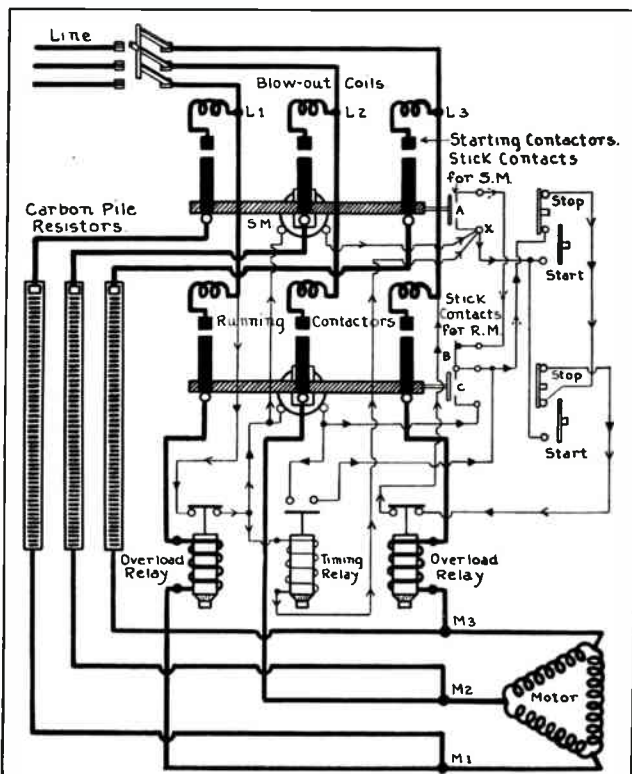 Line
Blow-out Coils
L1
L2
L3
Starting Contactors.
Stick Contacts
for S.M.
Carbon Pile
Resistors
SM
A
X
Stop
Start
Running Contactors
Stick
Contacts
for R.M.
B
C
Stop
Start
Overload
Relay
Timing
Relay
Overload
Relay
M3
M2
Motor
M1